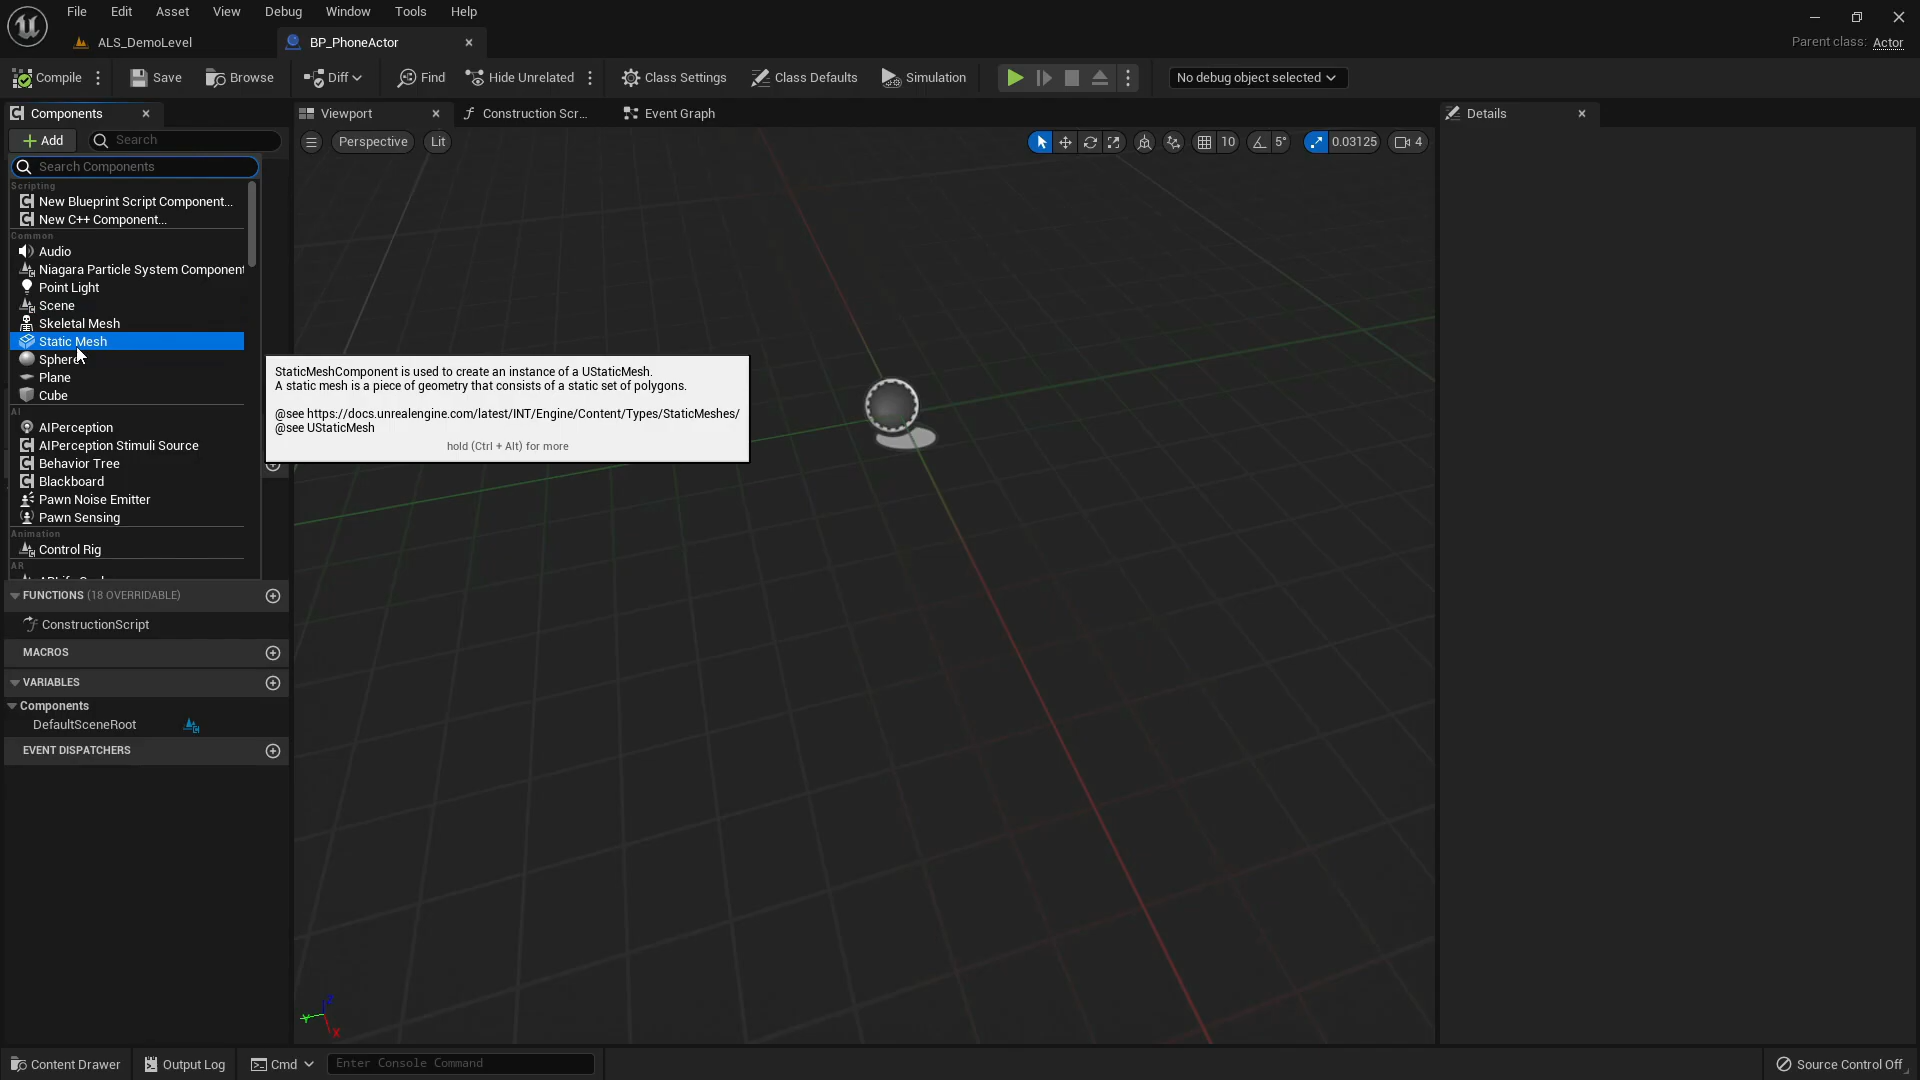 File Edit Asset View Debug Window Tools Help
ALS_DemoLevel
BP_PhoneActor
Parent class: Actor
Compile
Save
Browse
Diff
Find
Hide Unrelated
Class Settings
Class Defaults
Simulation
No debug object selected
Components
Viewport
Construction Scr...
Event Graph
Details
Add
Search
Perspective
Lit
10
5°
0.03125
4
Search Components
Scripting
New Blueprint Script Component...
New C++ Component...
Common
Audio
Niagara Particle System Component
Point Light
Scene
Skeletal Mesh
Static Mesh
Sphere
Plane
Cube
AI
AIPerception
AIPerception Stimuli Source
Behavior Tree
Blackboard
Pawn Noise Emitter
Pawn Sensing
Animation
Control Rig
AR
StaticMeshComponent is used to create an instance of a UStaticMesh.
A static mesh is a piece of geometry that consists of a static set of polygons.
@see https://docs.unrealengine.com/latest/INT/Engine/Content/Types/StaticMeshes/
@see UStaticMesh
hold (Ctrl + Alt) for more
FUNCTIONS (18 OVERRIDABLE)
ConstructionScript
MACROS
VARIABLES
Components
DefaultSceneRoot
EVENT DISPATCHERS
Z
Y
X
Content Drawer
Output Log
Cmd
Enter Console Command
Source Control Off